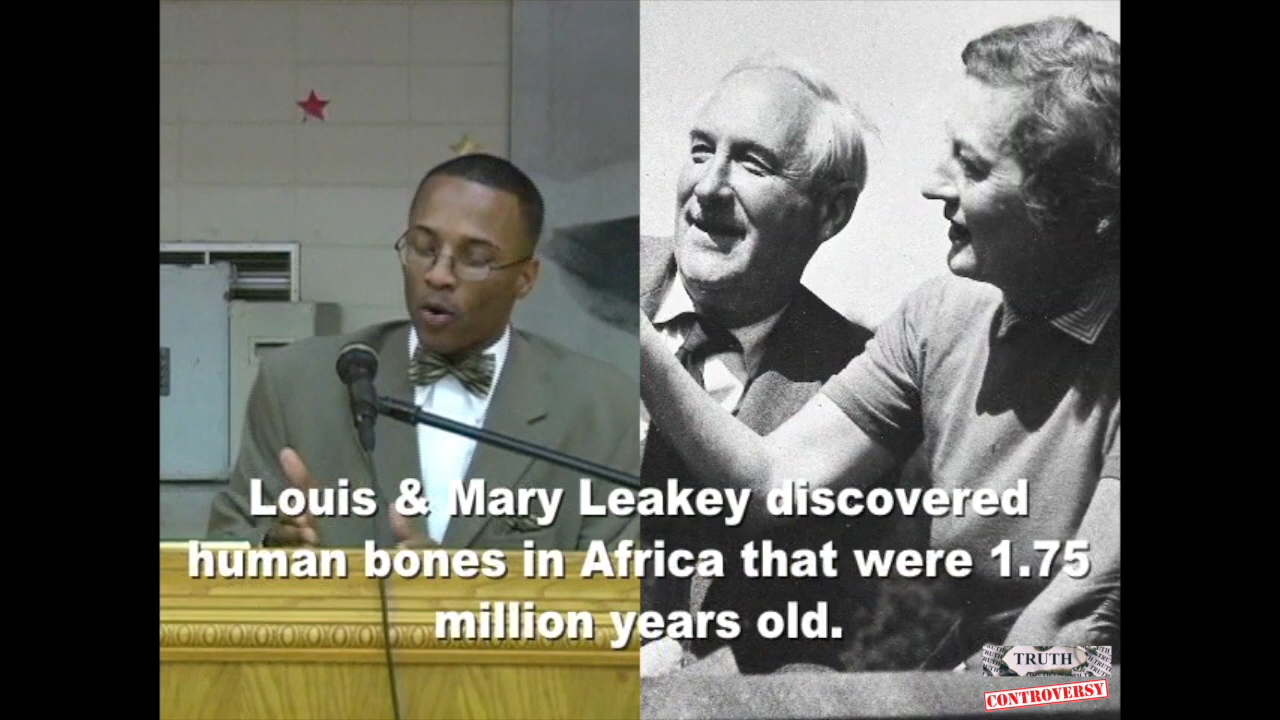 Louis & Mary Leakey discovered
human bones in Africa that were 1.75
million years old.
TRUTH
CONTROVERSY